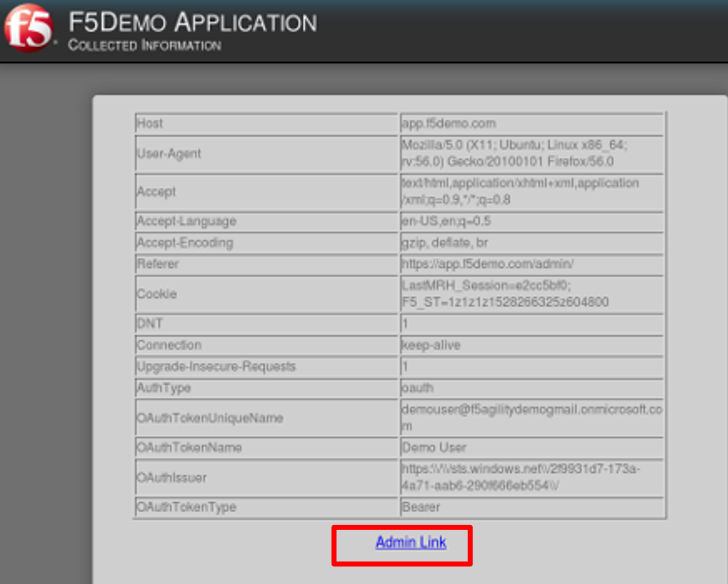 f5
F5DEMO APPLICATION
COLLECTED INFORMATION
Host app.f5demo.com
User-Agent Mozilla/5.0 (X11; Ubuntu; Linux x86_64;
rv:56.0) Gecko/20100101 Firefox/56.0
Accept text/html,application/xhtml+xml,application
/xml;q=0.9,*/*;q=0.8
Accept-Language en-US,en;q=0.5
Accept-Encoding gzip, deflate, br
Referer https://app.f5demo.com/admin/
Cookie LastMRH_Session=e2cc5bf0;
F5_ST=1z1z1z1528266325z604800
DNT 1
Connection keep-alive
Upgrade-Insecure-Requests 1
AuthType oauth
OAuthTokenUniqueName demouser@f5agilitydemogmail.onmicrosoft.co
m
OAuthTokenName Demo User
OAuthIssuer https:\/\/sts.windows.net\/2f9931d7-173a-
4a71-aab6-290f666eb554\/
OAuthTokenType Bearer
Admin Link